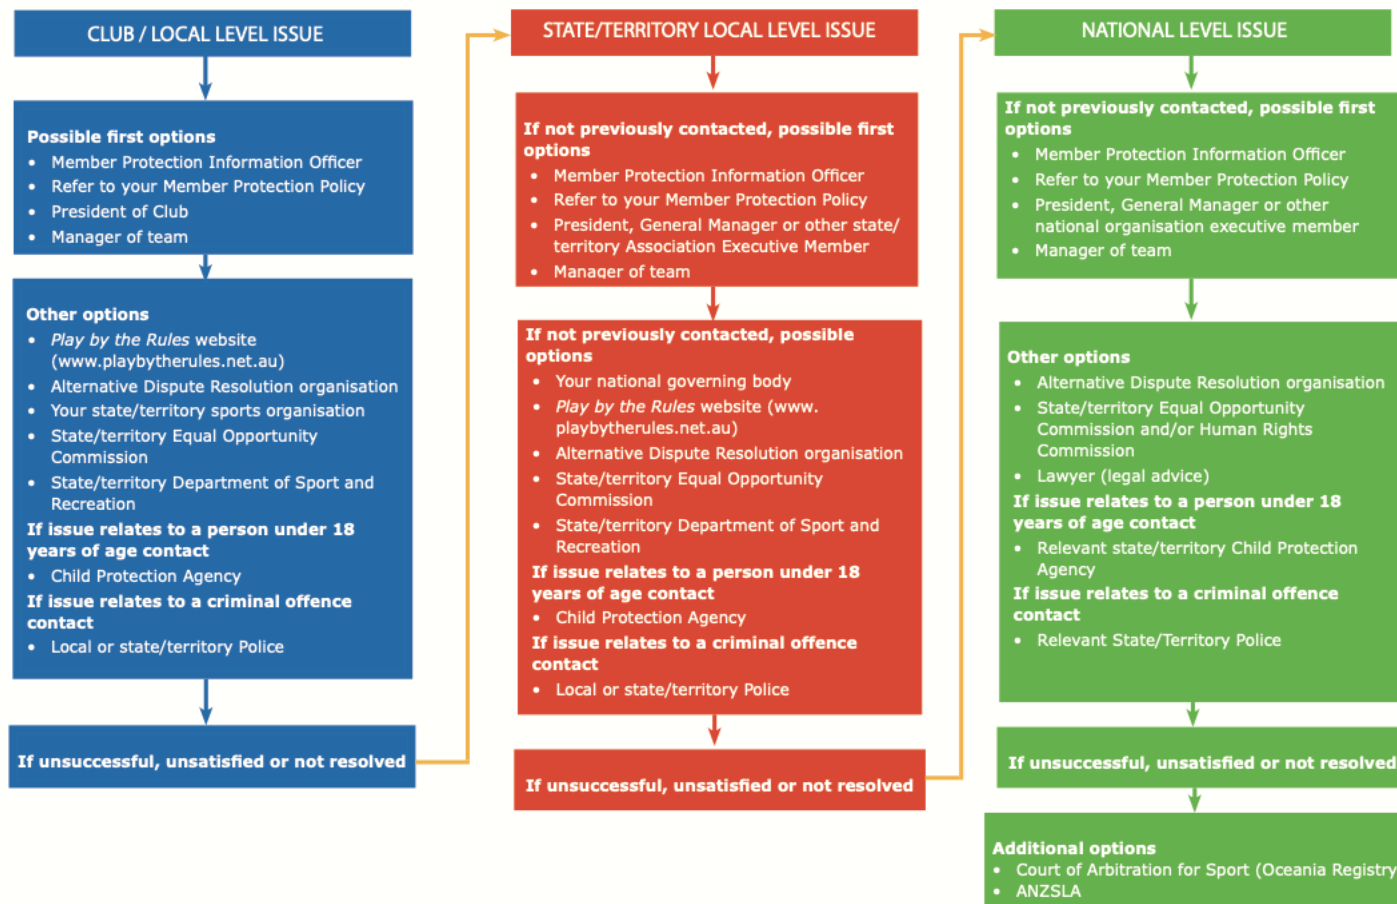 CLUB / LOCAL LEVEL ISSUE
Possible first options
• Member Protection Information Officer
• Refer to your Member Protection Policy
• President of Club
• Manager of team
Other options
• Play by the Rules website
(www.playbytherules.net.au)
• Alternative Dispute Resolution organisation
• Your state/territory sports organisation
• State/territory Equal Opportunity
Commission
• State/territory Department of Sport and
Recreation
If issue relates to a person under 18
years of age contact
• Child Protection Agency
If issue relates to a criminal offence
contact
• Local or state/territory Police
If unsuccessful, unsatisfied or not resolved
STATE/TERRITORY LOCAL LEVEL ISSUE
If not previously contacted, possible first
options
• Member Protection Information Officer
• Refer to your Member Protection Policy
• President, General Manager or other state/
territory Association Executive Member
• Manager of team
If not previously contacted, possible
options
• Your national governing body
• Play by the Rules website (www.
playbytherules.net.au)
• Alternative Dispute Resolution organisation
• State/territory Equal Opportunity
Commission
• State/territory Department of Sport and
Recreation
If issue relates to a person under 18
years of age contact
• Child Protection Agency
If issue relates to a criminal offence
contact
• Local or state/territory Police
If unsuccessful, unsatisfied or not resolved
NATIONAL LEVEL ISSUE
If not previously contacted, possible first
options
• Member Protection Information Officer
• Refer to your Member Protection Policy
• President, General Manager or other
national organisation executive member
• Manager of team
Other options
• Alternative Dispute Resolution organisation
• State/territory Equal Opportunity
Commission and/or Human Rights
Commission
• Lawyer (legal advice)
If issue relates to a person under 18
years of age contact
• Relevant state/territory Child Protection
Agency
If issue relates to a criminal offence
contact
• Relevant State/Territory Police
If unsuccessful, unsatisfied or not resolved
Additional options
• Court of Arbitration for Sport (Oceania Registry
• ANZSLA